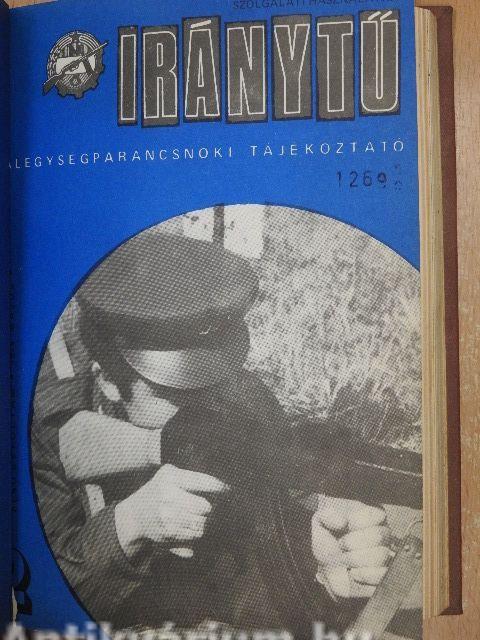 SZOLGÁLATI HASZNÁLATRA
IRÁNYTŰ
ALEGYSÉGPARANCSNOKI TÁJÉKOZTATÓ
1269
Antikvárium.hu